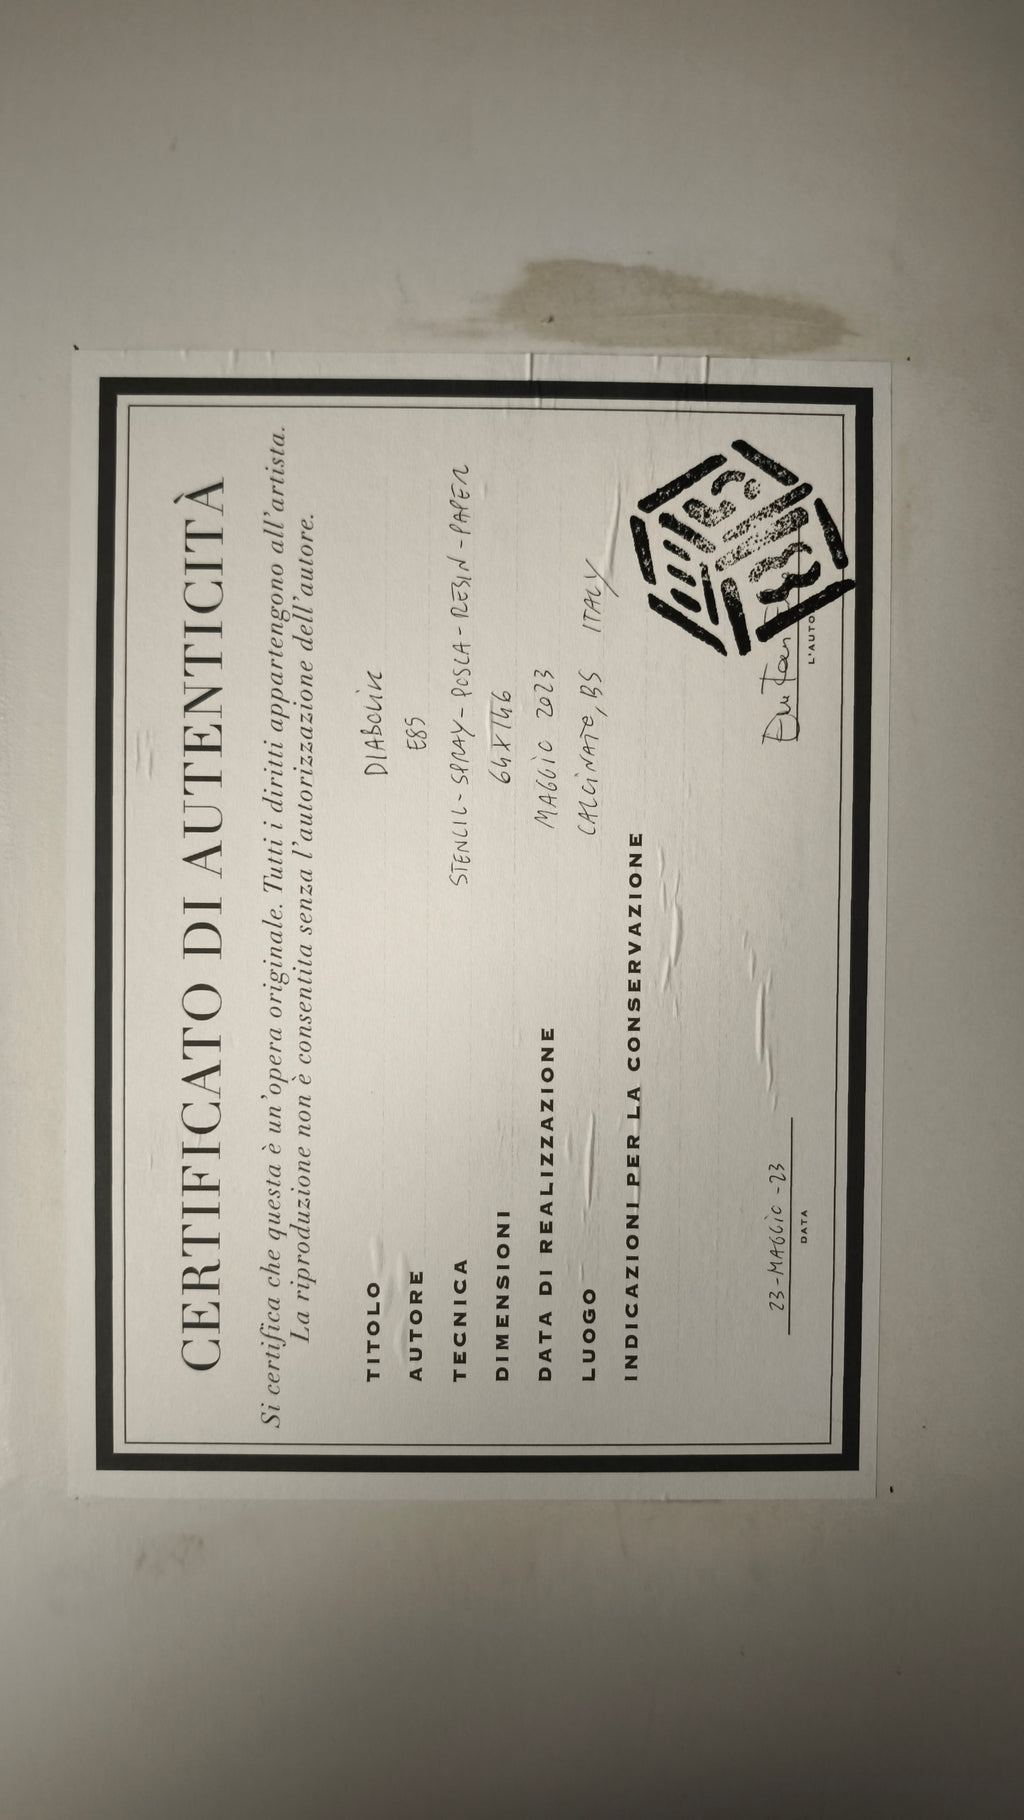 CERTIFICATO DI AUTENTICITÀ
Si certifica che questa è un'opera originale. Tutti i diritti appartengono all'artista.
La riproduzione non è consentita senza l'autorizzazione dell'autore.
TITOLO DIABOLIK
AUTORE E85
TECNICA STENCIL-SPRAY-POSCA-RESIN-PAPER
DIMENSIONI 64X146
DATA DI REALIZZAZIONE MAGGIO 2023
LUOGO CALCINATE, BS ITALY
INDICAZIONI PER LA CONSERVAZIONE
23-MAGGIO-23
DATA L'AUTO